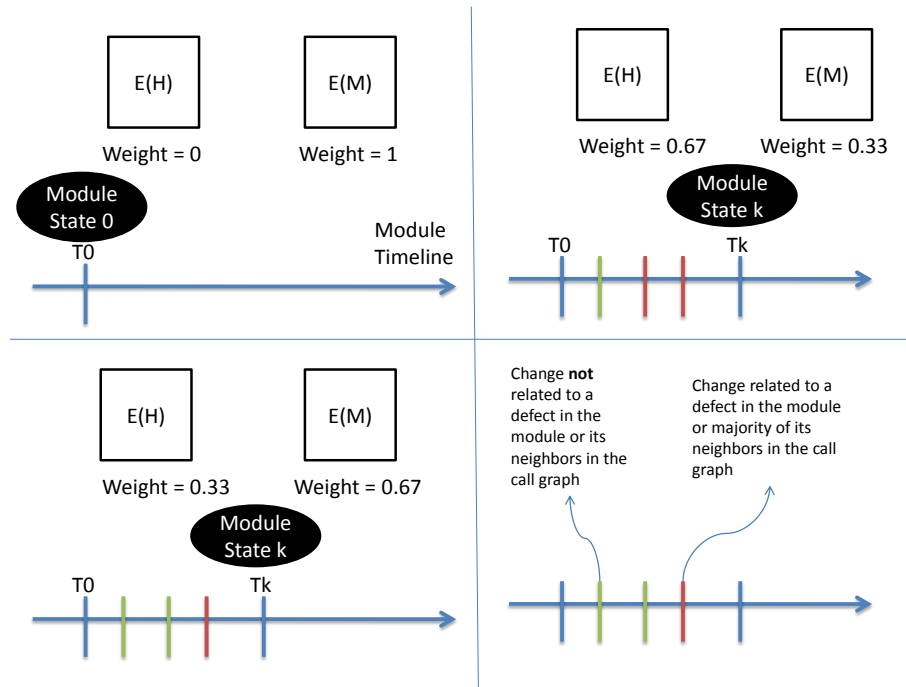 E(H)
E(M)
Weight = 0
Weight = 1
Module
State 0
T0
Module
Timeline
E(H)
E(M)
Weight = 0.67
Weight = 0.33
Module
State k
T0
Tk
E(H)
E(M)
Weight = 0.33
Weight = 0.67
Module
State k
T0
Tk
Change not
related to a
defect in the
module or its
neighbors in the
call graph
Change related to a
defect in the module
or majority of its
neighbors in the call
graph